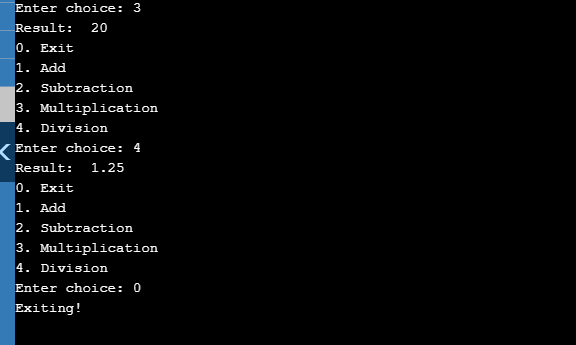 Enter choice: 3
Result:  20
0. Exit
1. Add
2. Subtraction
3. Multiplication
4. Division
Enter choice: 4
Result:  1.25
0. Exit
1. Add
2. Subtraction
3. Multiplication
4. Division
Enter choice: 0
Exiting!